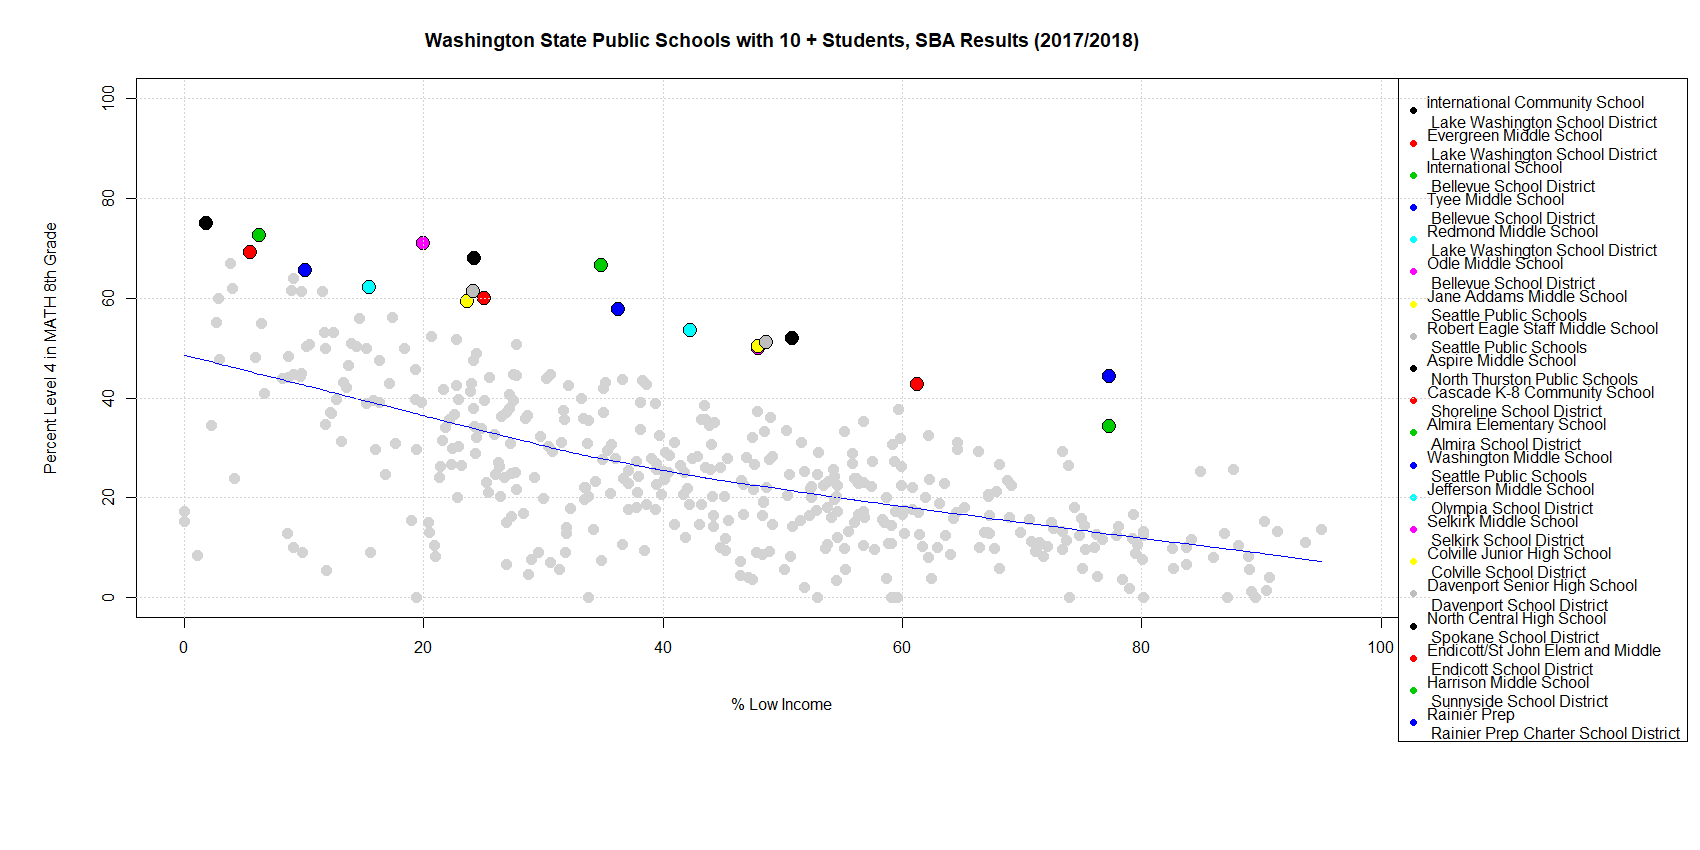 Washington State Public Schools with 10 + Students, SBA Results (2017/2018)
Percent Level 4 in MATH 8th Grade
100
80
60
40
20
0
0
20
40
60
80
100
% Low Income
International Community School
Lake Washington School District
Evergreen Middle School
Lake Washington School District
International School
Bellevue School District
Tyee Middle School
Bellevue School District
Redmond Middle School
Lake Washington School District
Odle Middle School
Bellevue School District
Jane Addams Middle School
Seattle Public Schools
Robert Eagle Staff Middle School
Seattle Public Schools
Aspire Middle School
North Thurston Public Schools
Cascade K-8 Community School
Shoreline School District
Almira Elementary School
Almira School District
Washington Middle School
Seattle Public Schools
Jefferson Middle School
Olympia School District
Selkirk Middle School
Selkirk School District
Colville Junior High School
Colville School District
Davenport Senior High School
Davenport School District
North Central High School
Spokane School District
Endicott/St John Elem and Middle
Endicott School District
Harrison Middle School
Sunnyside School District
Rainier Prep
Rainier Prep Charter School District